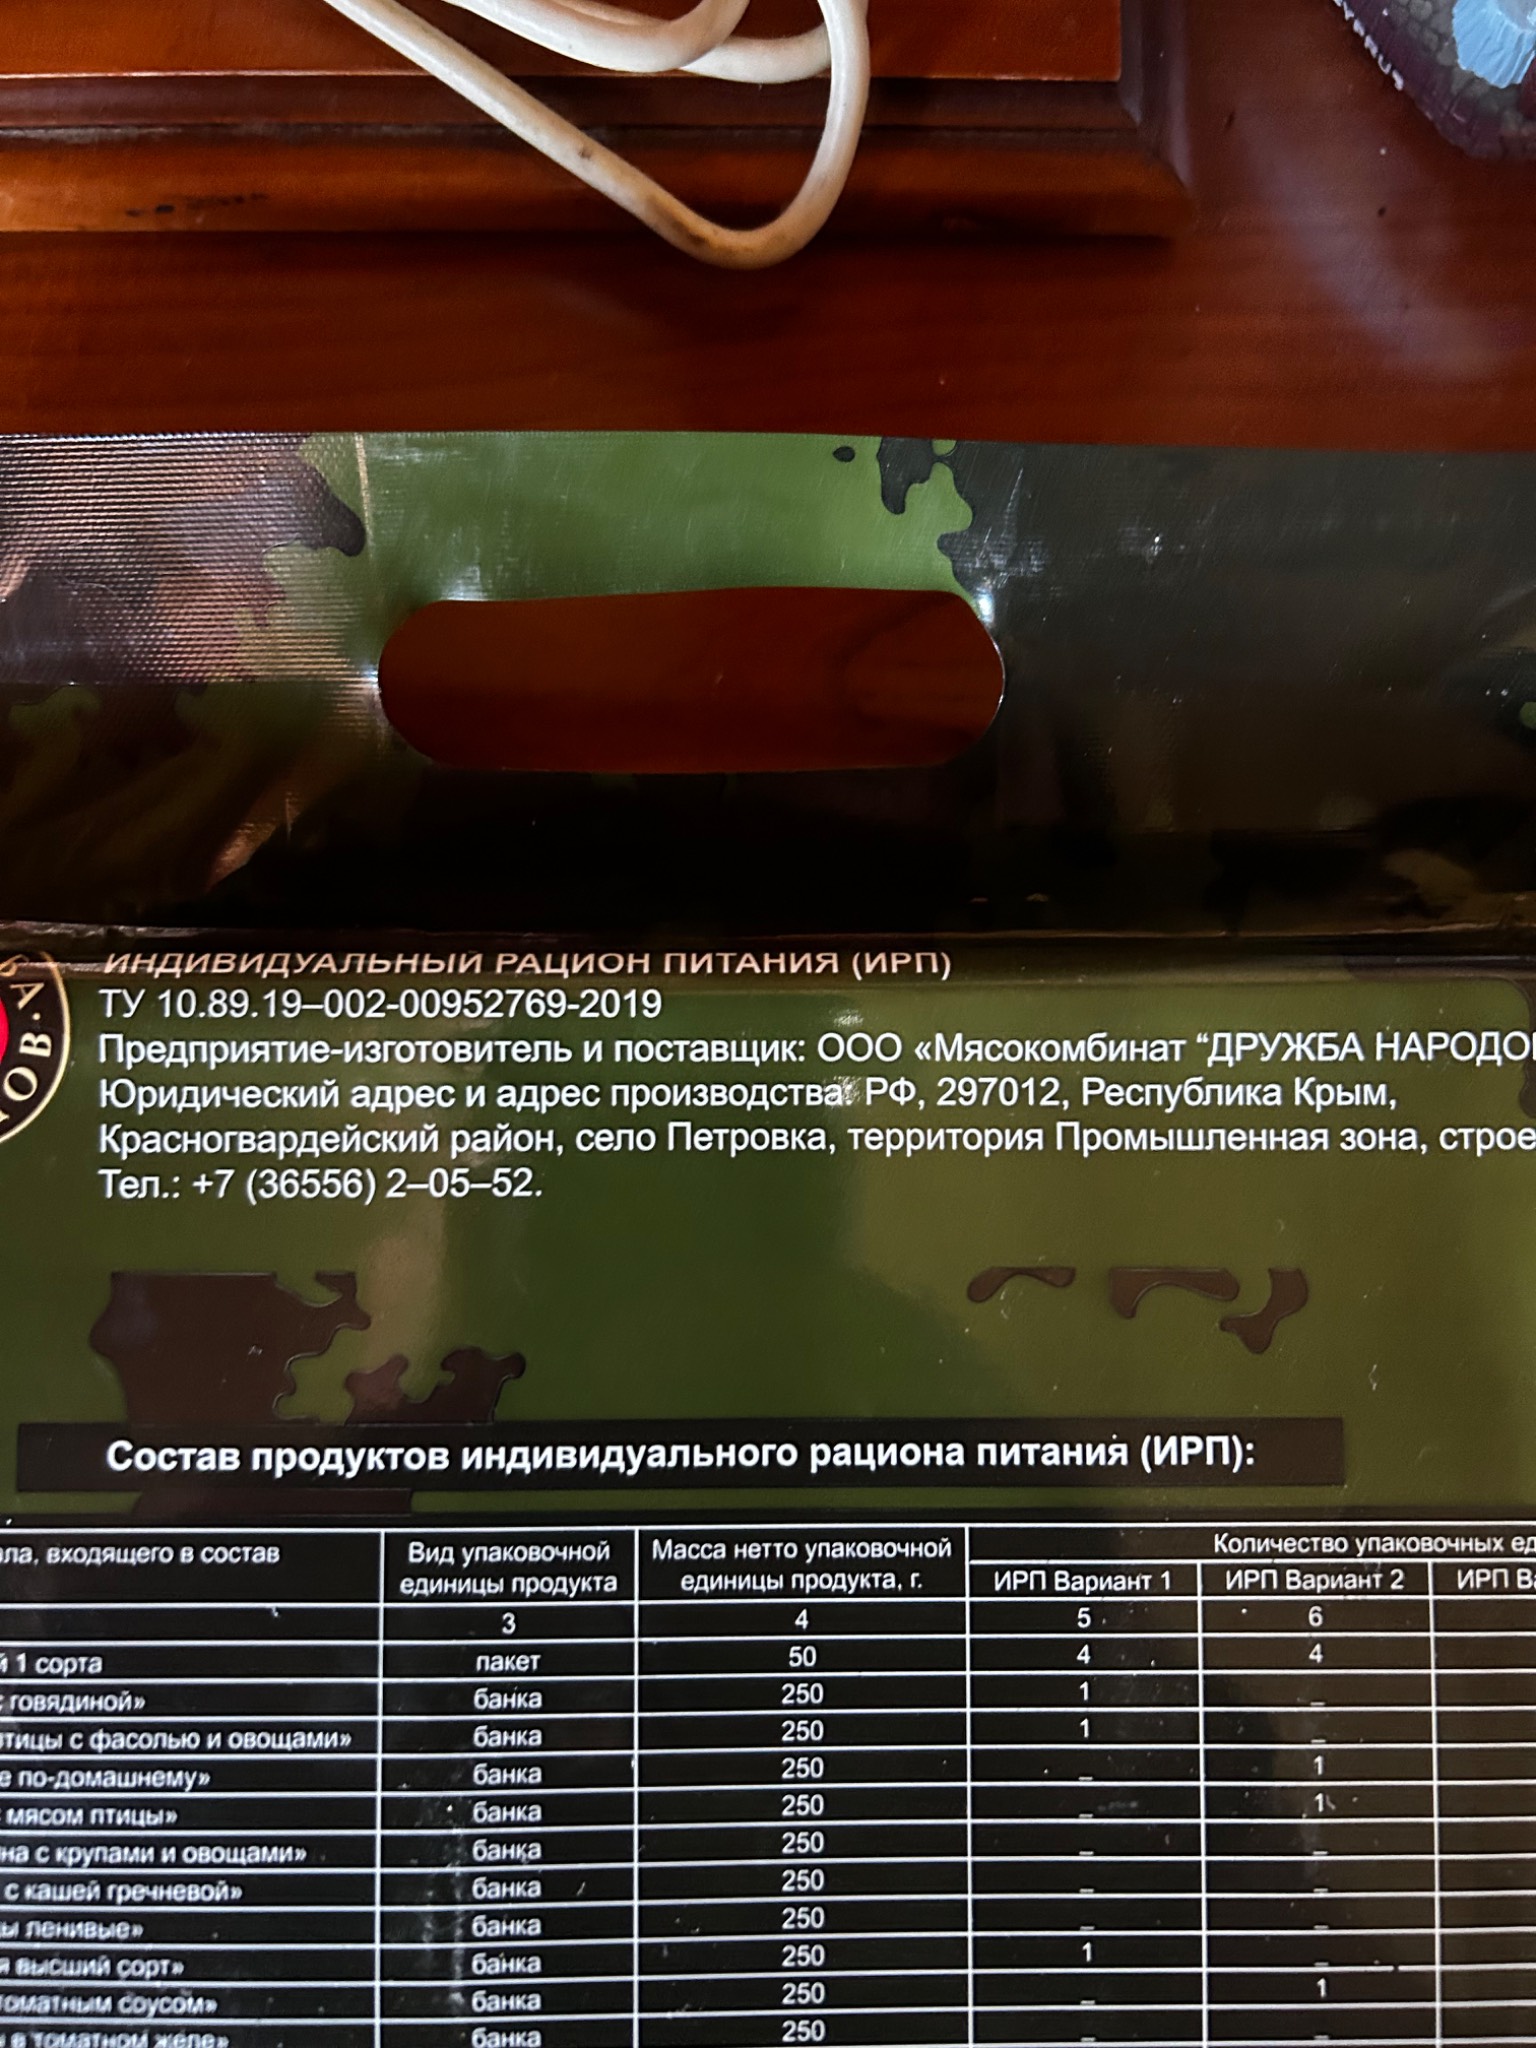 ИНДИВИДУАЛЬНЫЙ РАЦИОН ПИТАНИЯ (ИРП)
ТУ 10.89.19–002-00952769-2019
Предприятие-изготовитель и поставщик: ООО «Мясокомбинат “ДРУЖБА НАРОДО
Юридический адрес и адрес производства: РФ, 297012, Республика Крым,
Красногвардейский район, село Петровка, территория Промышленная зона, строе
Тел.: +7 (36556) 2–05–52.
Состав продуктов индивидуального рациона питания (ИРП):
ла, входящего в состав Вид упаковочной единицы продукта Масса нетто упаковочной единицы продукта, г. Количество упаковочных ед
ИРП Вариант 1 ИРП Вариант 2 ИРП Ва
3 4 5 6
й 1 сорта пакет 50 4 4
с говядиной» банка 250 1 _
тицы с фасолью и овощами» банка 250 1 _
е по-домашнему» банка 250 _ 1
с мясом птицы» банка 250 _ 1
на с крупами и овощами» банка 250 _ _
с кашей гречневой» банка 250 _ _
ы ленивые» банка 250 _ _
я высший сорт» банка 250 1 _
томатным соусом» банка 250 _ 1
в томатном желе» банка 250 _ _